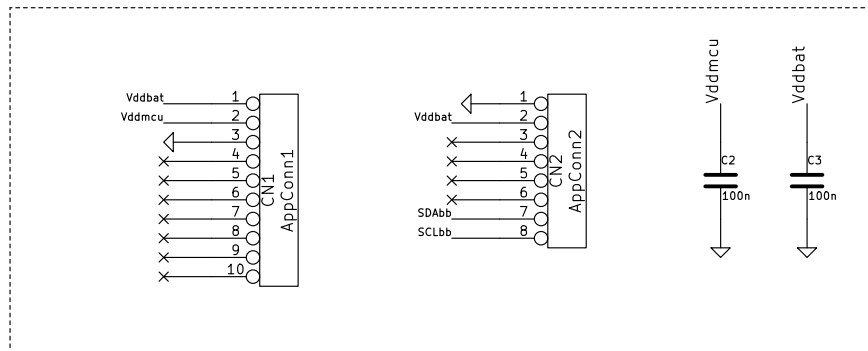 Vddbat 1
Vddmcu 2
3
4
5
6
7
8
9
10
CN1
AppConn1
1
Vddbat 2
3
4
5
6
SDAbb 7
SCLbb 8
CN2
AppConn2
Vddmcu
C2
100n
Vddbat
C3
100n